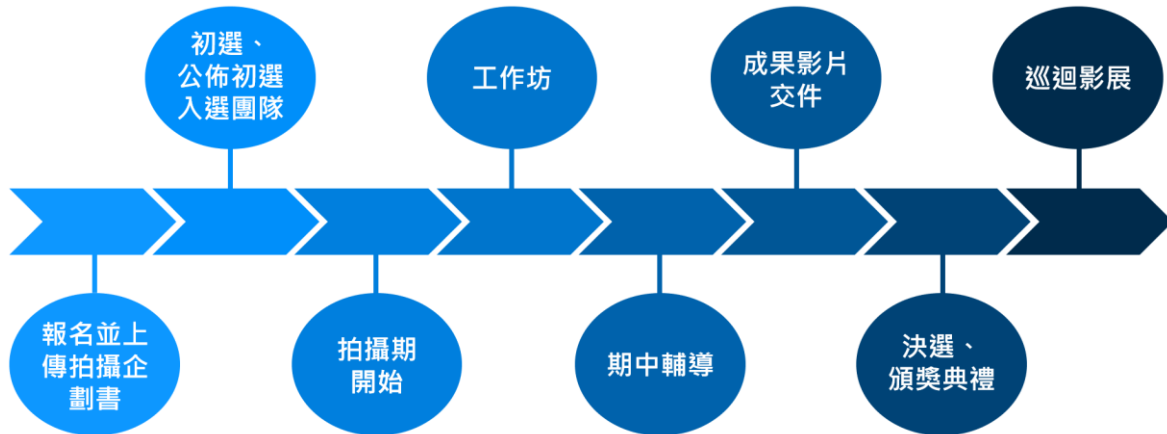 初選、
公佈初選
入選團隊
工作坊
成果影片
交件
巡迴影展
報名並上
傳拍攝企
劃書
拍攝期
開始
期中輔導
決選、
頒獎典禮